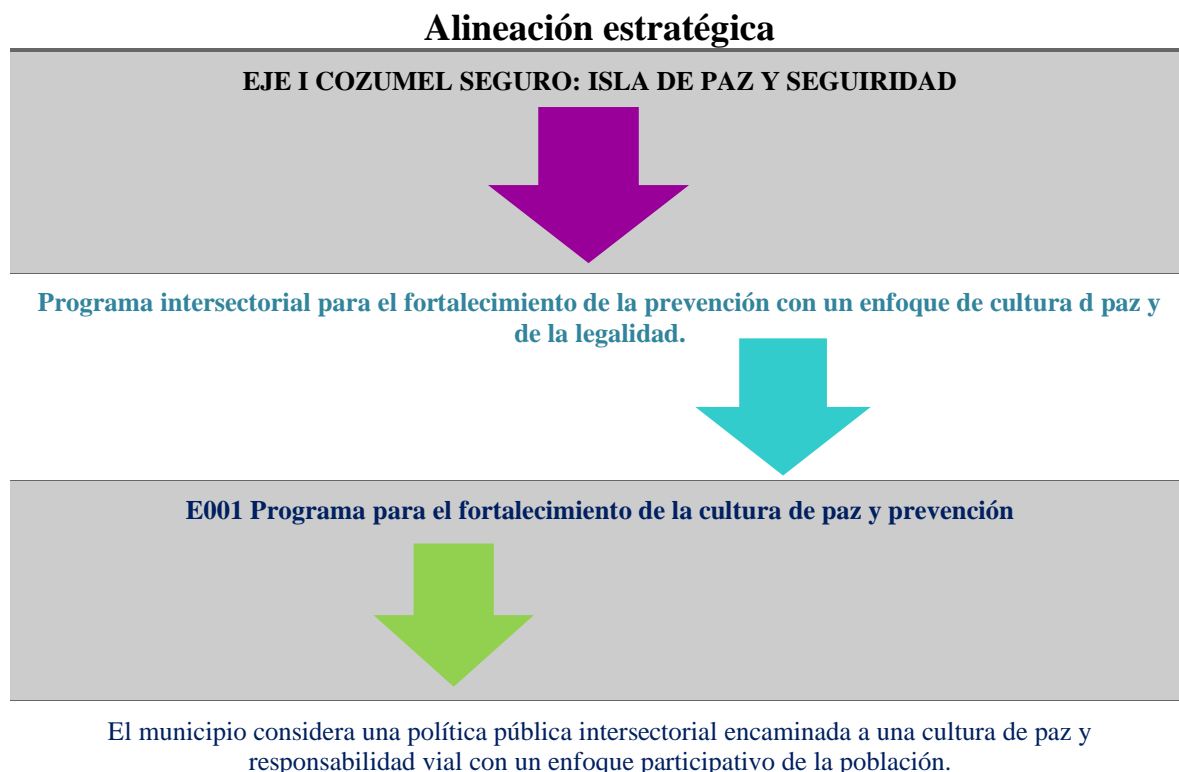 Alineación estratégica
EJE I COZUMEL SEGURO: ISLA DE PAZ Y SEGUIRIDAD
Programa intersectorial para el fortalecimiento de la prevención con un enfoque de cultura d paz y
de la legalidad.
E001 Programa para el fortalecimiento de la cultura de paz y prevención
El municipio considera una política pública intersectorial encaminada a una cultura de paz y
responsabilidad vial con un enfoque participativo de la población.